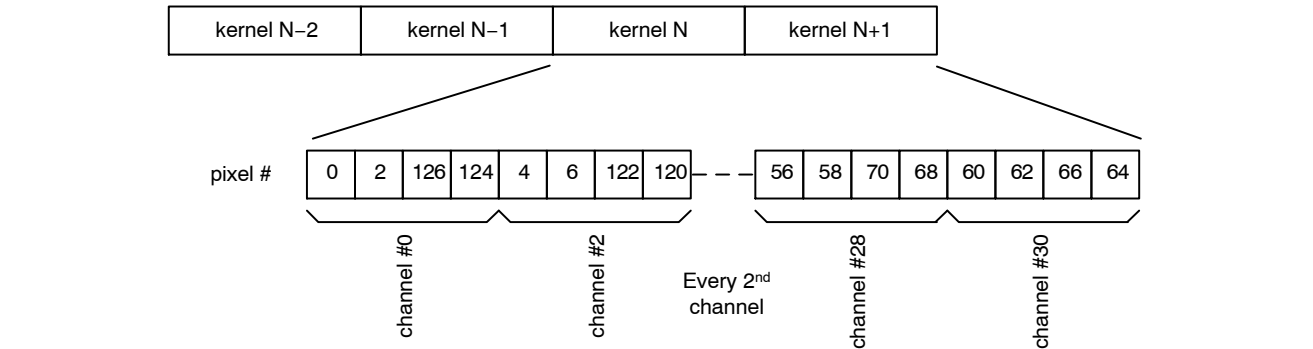 kernel N−2 kernel N−1 kernel N kernel N+1
pixel # 0 2 126 124 4 6 122 120 56 58 70 68 60 62 66 64
channel #0 channel #2 channel #28 channel #30
Every 2nd
channel